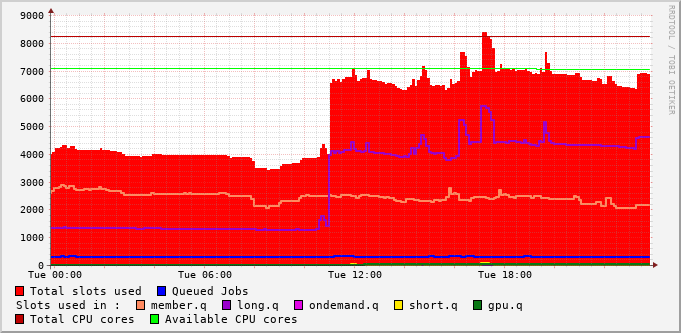 9000
8000
7000
6000
5000
4000
3000
2000
1000
0
Tue 00:00 Tue 06:00 Tue 12:00 Tue 18:00
Total slots used Queued Jobs
Slots used in : member.q long.q ondemand.q short.q gpu.q
Total CPU cores Available CPU cores
RRDTOOL / TOBI OETIKER